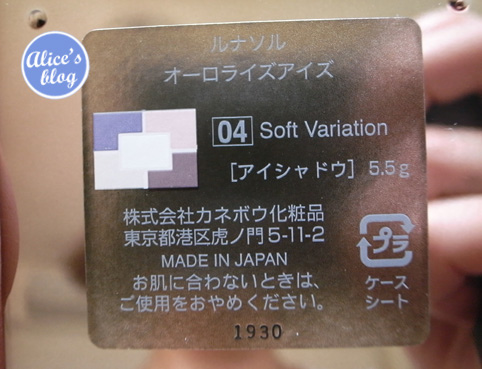 Alice's
blog
ルナソル
オーロライズアイズ
04 Soft Variation
［アイシャドウ］ 5.5g
株式会社カネボウ化粧品
東京都港区虎ノ門5-11-2
MADE IN JAPAN
お肌に合わないときは、
ご使用をおやめください。
プラ
ケース
シート
1930